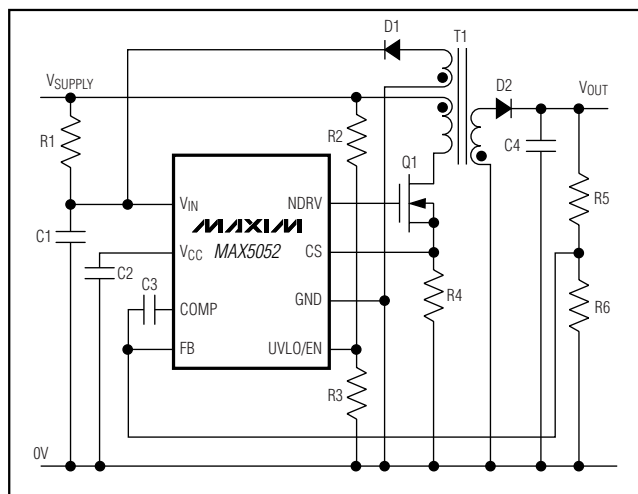 D1
T1
VSUPPLY
D2
VOUT
R1
R2
C4
Q1
R5
VIN
NDRV
MAXIM
MAX5052
C1
VCC
CS
C2
C3
R4
COMP
GND
R6
FB
UVLO/EN
R3
0V